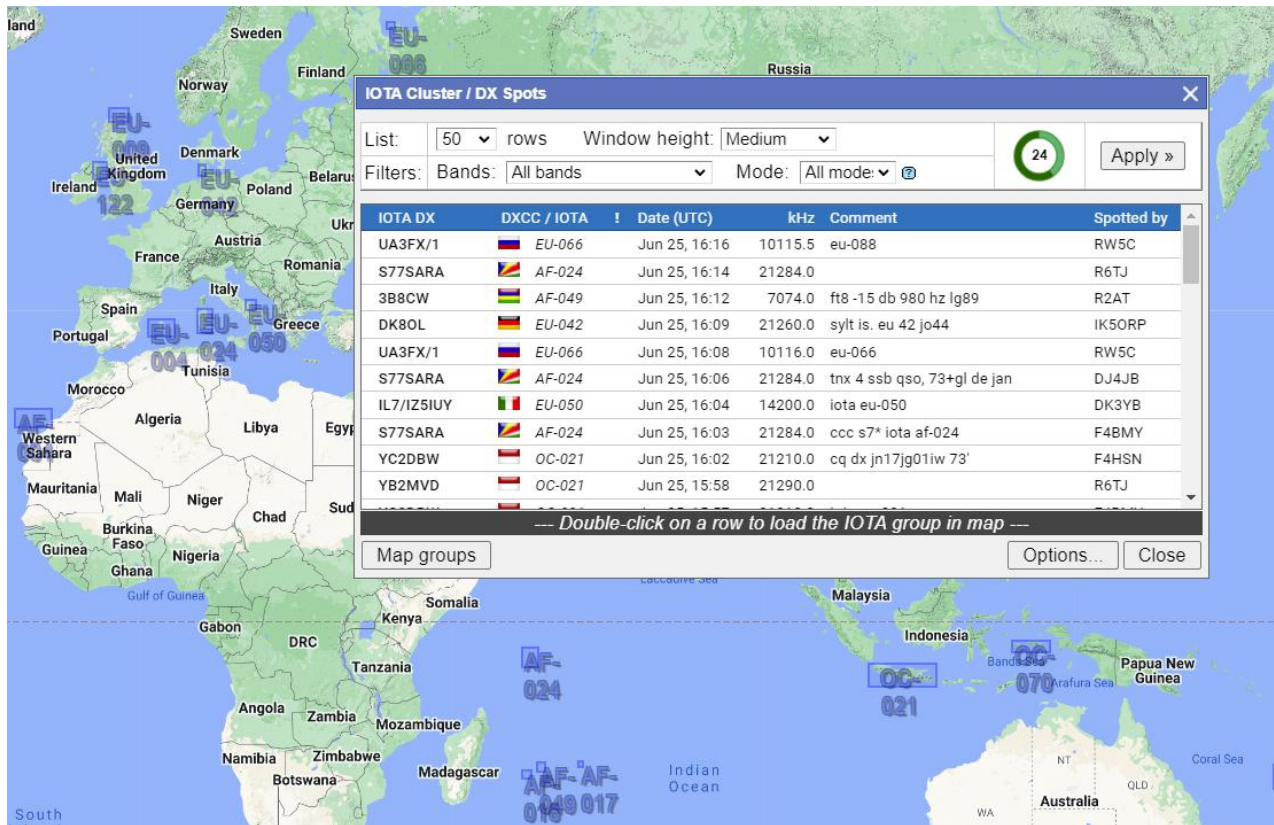 land
Sweden
EU-
066
Finland
Russia
Norway
IOTA Cluster / DX Spots
EU-
009
List: 50 rows Window height: Medium
24
Apply »
Filters: Bands: All bands Mode: All mode:
United
Kingdom
Denmark
Ireland
EU-
122
EU-
042
Poland
Belarus
Germany
IOTA DX DXCC / IOTA ! Date (UTC) kHz Comment Spotted by
UA3FX/1 EU-066 Jun 25, 16:16 10115.5 eu-088 RW5C
S77SARA AF-024 Jun 25, 16:14 21284.0 R6TJ
3B8CW AF-049 Jun 25, 16:12 7074.0 ft8 -15 db 980 hz lg89 R2AT
DK8OL EU-042 Jun 25, 16:09 21260.0 sylt is. eu 42 jo44 IK5ORP
UA3FX/1 EU-066 Jun 25, 16:08 10116.0 eu-066 RW5C
S77SARA AF-024 Jun 25, 16:06 21284.0 tnx 4 ssb qso, 73+gl de jan DJ4JB
IL7/IZ5IUY EU-050 Jun 25, 16:04 14200.0 iota eu-050 DK3YB
S77SARA AF-024 Jun 25, 16:03 21284.0 ccc s7* iota af-024 F4BMY
YC2DBW OC-021 Jun 25, 16:02 21210.0 cq dx jn17jg01iw 73' F4HSN
YB2MVD OC-021 Jun 25, 15:58 21290.0 R6TJ
--- Double-click on a row to load the IOTA group in map ---
Map groups Options... Close
Ukr
Austria
France
Romania
Italy
Spain
Portugal
EU-
004
EU-
024
EU-
050
Greece
Tunisia
Morocco
AF-
Western
Sahara
Algeria
Libya
Egyp
Mauritania
Mali
Niger
Chad
Sud
Burkina
Faso
Guinea
Nigeria
Ghana
Gulf of Guinea
Laccadive Sea
Malaysia
Somalia
Gabon
Kenya
DRC
Indonesia
Tanzania
AF-
024
OC-
021
Banda Sea
OC-
070
Arafura Sea
Papua New
Guinea
Angola
Zambia
Mozambique
Namibia
Zimbabwe
Botswana
Madagascar
AF-
AF-
049
AF-
017
Indian
Ocean
NT
Coral Sea
QLD
WA
Australia
South